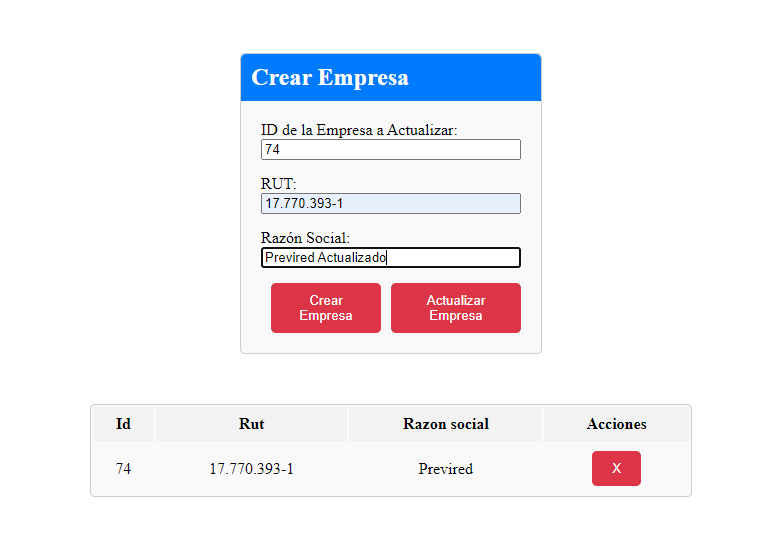 Crear Empresa
ID de la Empresa a Actualizar:
74
RUT:
17.770.393-1
Razón Social:
Previred Actualizado
Crear
Empresa
Actualizar
Empresa
Id Rut Razon social Acciones
74 17.770.393-1 Previred X